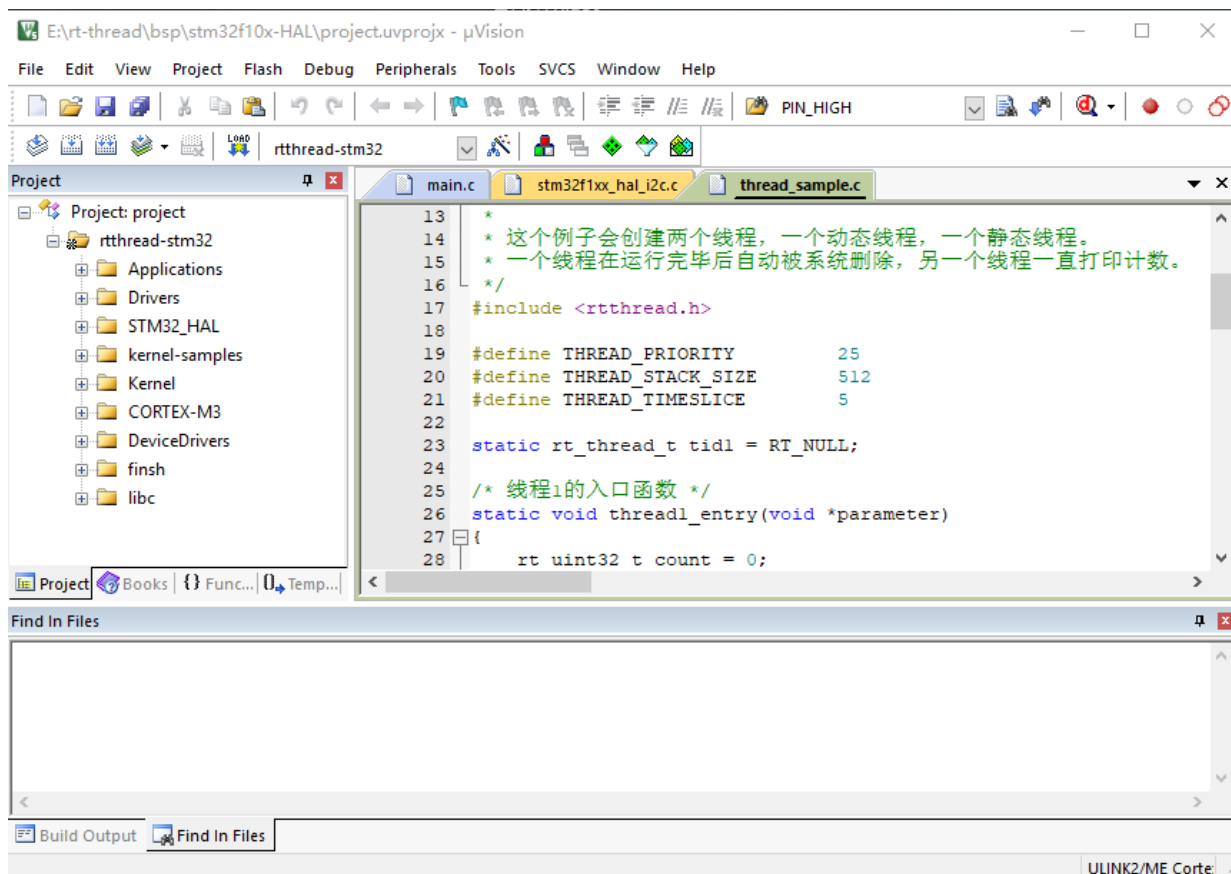 E:\rt-thread\bsp\stm32f10x-HAL\project.uvprojx - µVision
File Edit View Project Flash Debug Peripherals Tools SVCS Window Help
PIN_HIGH
LOAD
rtthread-stm32
Project
Project: project
rtthread-stm32
Applications
Drivers
STM32_HAL
kernel-samples
Kernel
CORTEX-M3
DeviceDrivers
finsh
libc
Project Books {} Func... Temp...
main.c stm32f1xx_hal_i2c.c thread_sample.c
13 *
14 * 这个例子会创建两个线程，一个动态线程，一个静态线程。
15 * 一个线程在运行完毕后自动被系统删除，另一个线程一直打印计数。
16 */
17 #include <rtthread.h>
18
19 #define THREAD_PRIORITY 25
20 #define THREAD_STACK_SIZE 512
21 #define THREAD_TIMESLICE 5
22
23 static rt_thread_t tid1 = RT_NULL;
24
25 /* 线程1的入口函数 */
26 static void thread1_entry(void *parameter)
27 {
28 rt_uint32_t count = 0;
Find In Files
Build Output Find In Files
ULINK2/ME Corte